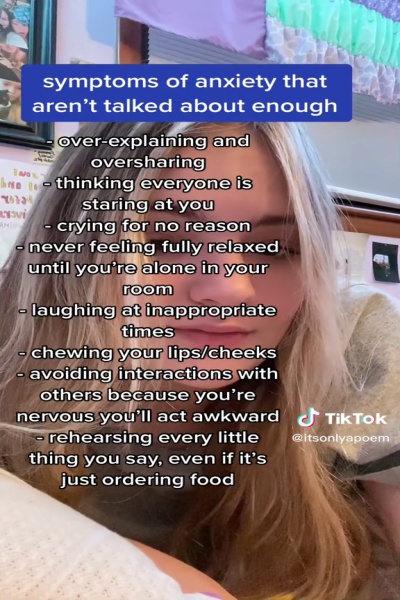 symptoms of anxiety that
aren't talked about enough
- over-explaining and
oversharing
- thinking everyone is
staring at you
- crying for no reason
- never feeling fully relaxed
until you're alone in your
room
- laughing at inappropriate
times
- chewing your lips/cheeks
- avoiding interactions with
others because you're
nervous you'll act awkward
- rehearsing every little
thing you say, even if it's
just ordering food
TikTok
@itsonlyapoem